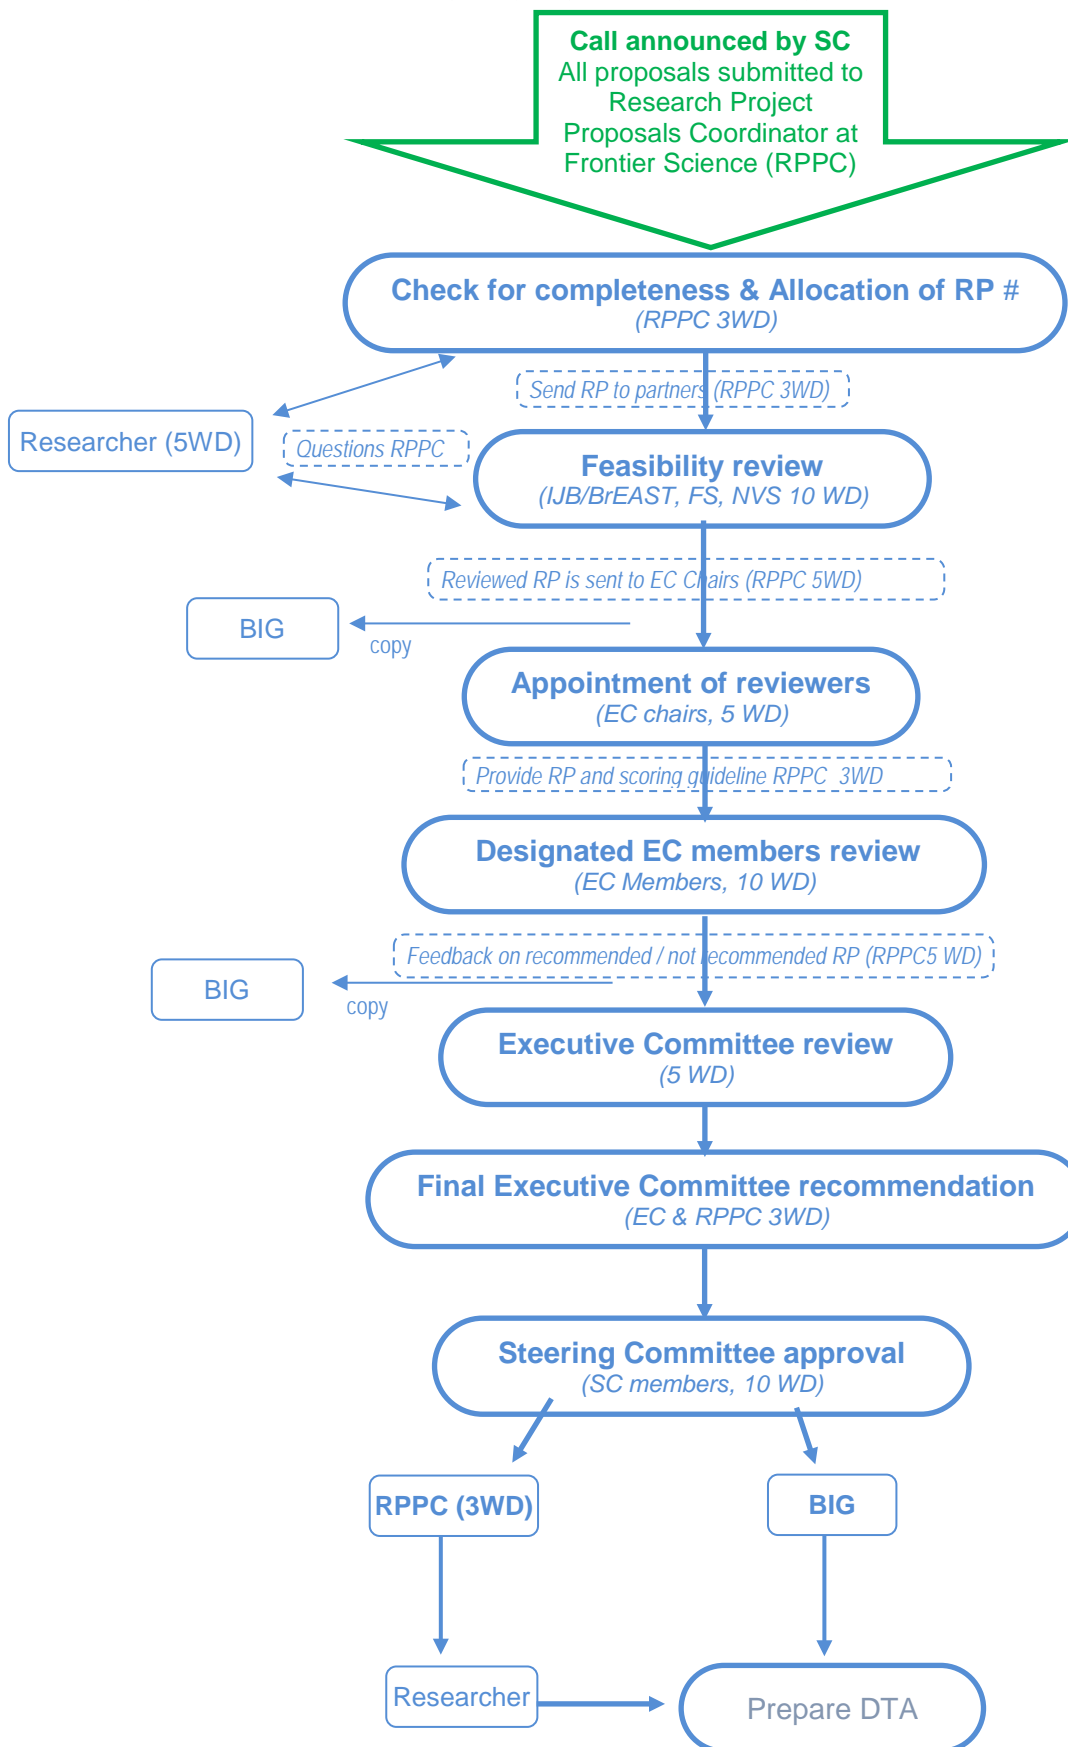 Call announced by SC
All proposals submitted to
Research Project
Proposals Coordinator at
Frontier Science (RPPC)
Check for completeness & Allocation of RP #
(RPPC 3WD)
Send RP to partners (RPPC 3WD)
Researcher (5WD)
Questions RPPC
Feasibility review
(IJB/BrEAST, FS, NVS 10 WD)
Reviewed RP is sent to EC Chairs (RPPC 5WD)
BIG
copy
Appointment of reviewers
(EC chairs, 5 WD)
Provide RP and scoring guideline RPPC 3WD
Designated EC members review
(EC Members, 10 WD)
Feedback on recommended / not recommended RP (RPPC5 WD)
BIG
copy
Executive Committee review
(5 WD)
Final Executive Committee recommendation
(EC & RPPC 3WD)
Steering Committee approval
(SC members, 10 WD)
RPPC (3WD)
BIG
Researcher
Prepare DTA